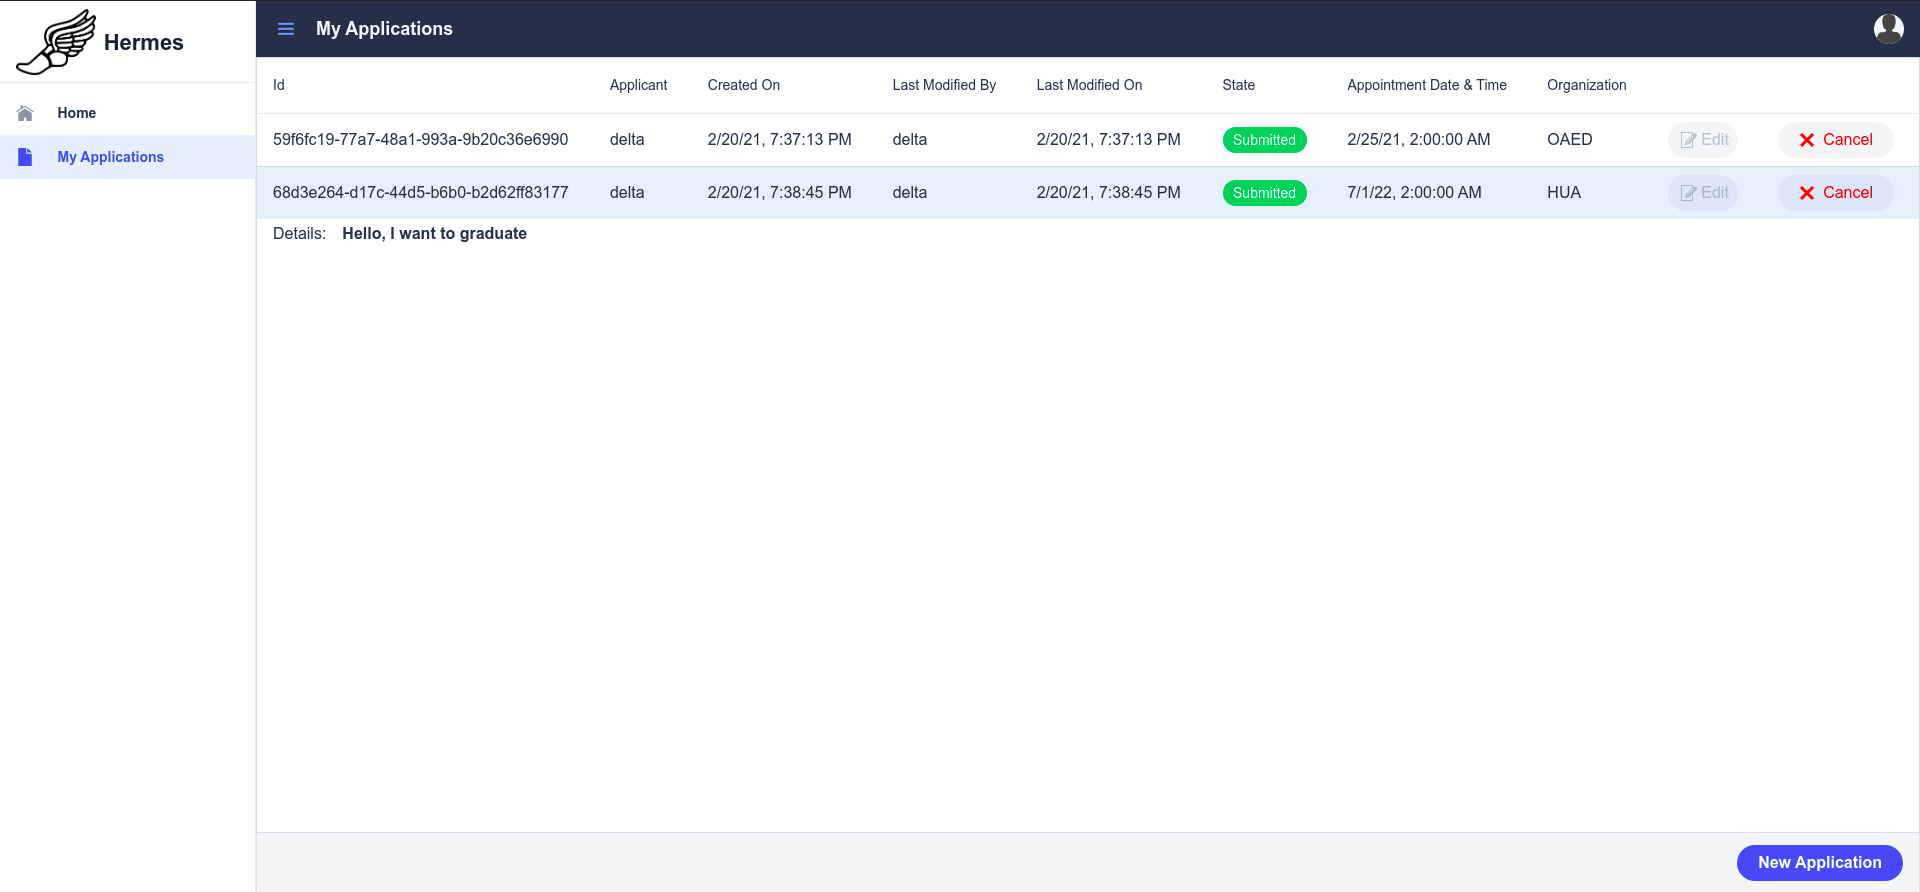 Hermes
My Applications
Home
My Applications
Id Applicant Created On Last Modified By Last Modified On State Appointment Date & Time Organization
59f6fc19-77a7-48a1-993a-9b20c36e6990 delta 2/20/21, 7:37:13 PM delta 2/20/21, 7:37:13 PM Submitted 2/25/21, 2:00:00 AM OAED Edit Cancel
68d3e264-d17c-44d5-b6b0-b2d62ff83177 delta 2/20/21, 7:38:45 PM delta 2/20/21, 7:38:45 PM Submitted 7/1/22, 2:00:00 AM HUA Edit Cancel
Details: Hello, I want to graduate
New Application